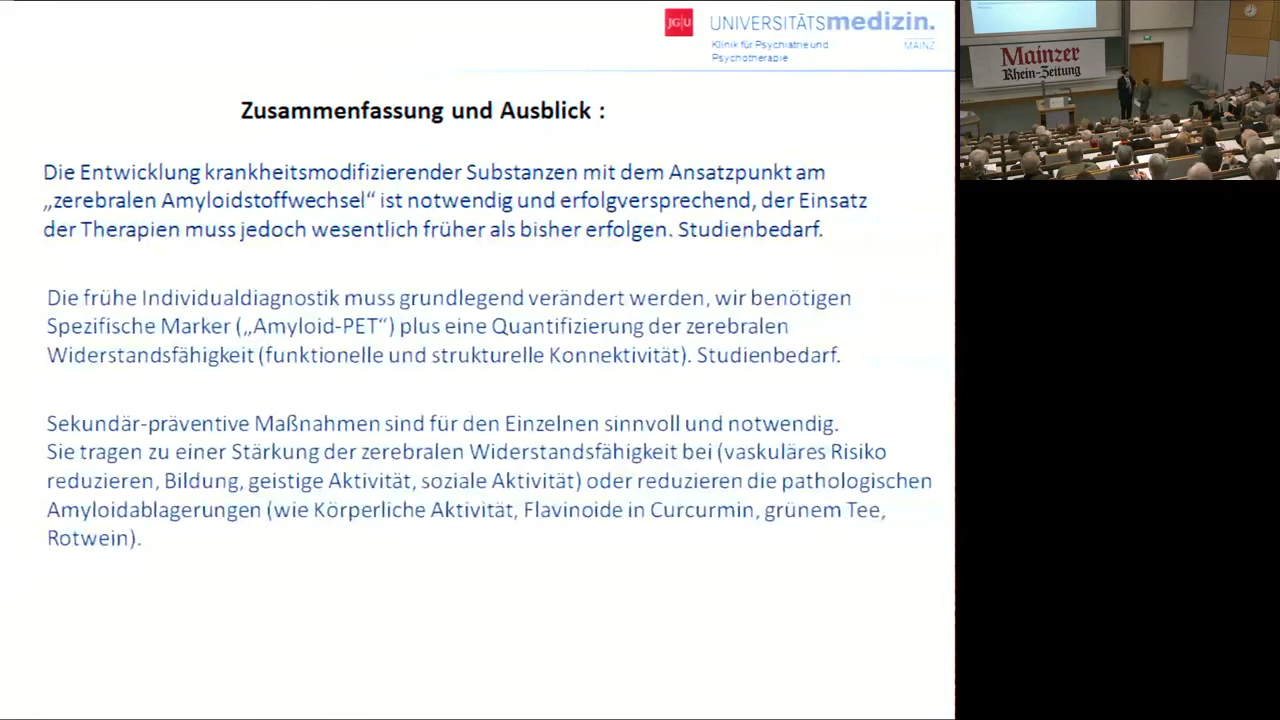 JG|U
UNIVERSITÄTSmedizin.
Klinik für Psychiatrie und
Psychotherapie
MAINZ
Zusammenfassung und Ausblick :
Die Entwicklung krankheitsmodifizierender Substanzen mit dem Ansatzpunkt am
„zerebralen Amyloidstoffwechsel“ ist notwendig und erfolgversprechend, der Einsatz
der Therapien muss jedoch wesentlich früher als bisher erfolgen. Studienbedarf.
Die frühe Individualdiagnostik muss grundlegend verändert werden, wir benötigen
Spezifische Marker („Amyloid-PET“) plus eine Quantifizierung der zerebralen
Widerstandsfähigkeit (funktionelle und strukturelle Konnektivität). Studienbedarf.
Sekundär-präventive Maßnahmen sind für den Einzelnen sinnvoll und notwendig.
Sie tragen zu einer Stärkung der zerebralen Widerstandsfähigkeit bei (vaskuläres Risiko
reduzieren, Bildung, geistige Aktivität, soziale Aktivität) oder reduzieren die pathologischen
Amyloidablagerungen (wie Körperliche Aktivität, Flavinoide in Curcurmin, grünem Tee,
Rotwein).
Mainzer
Rhein-Zeitung